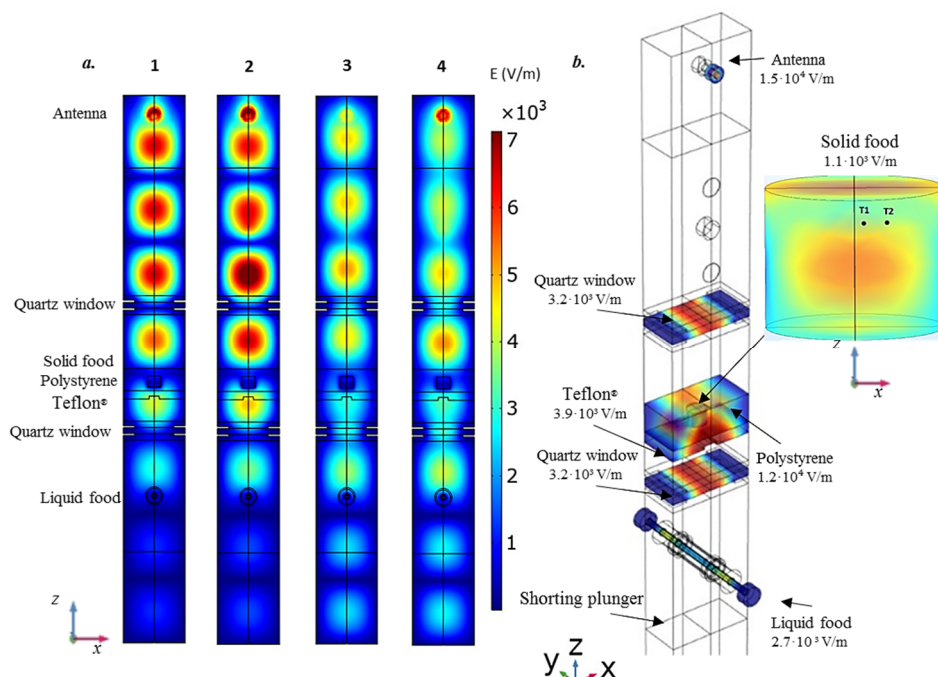 a.
1 2 3 4
E (V/m)
×10³
7
6
5
4
3
2
1
Antenna
Quartz window
Solid food
Polystyrene
Teflon®
Quartz window
Liquid food
z
x
b.
Antenna
1.5·10⁴ V/m
Solid food
1.1·10³ V/m
T1 T2
z
x
Quartz window
3.2·10³ V/m
Teflon®
3.9·10³ V/m
Quartz window
3.2·10³ V/m
Polystyrene
1.2·10⁴ V/m
Shorting plunger
Liquid food
2.7·10³ V/m
y z x